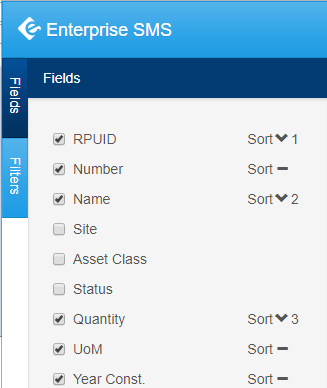 Enterprise SMS
Fields
Fields
Filters
RPUID Sort 1
Number Sort
Name Sort 2
Site
Asset Class
Status
Quantity Sort 3
UoM Sort
Year Const. Sort